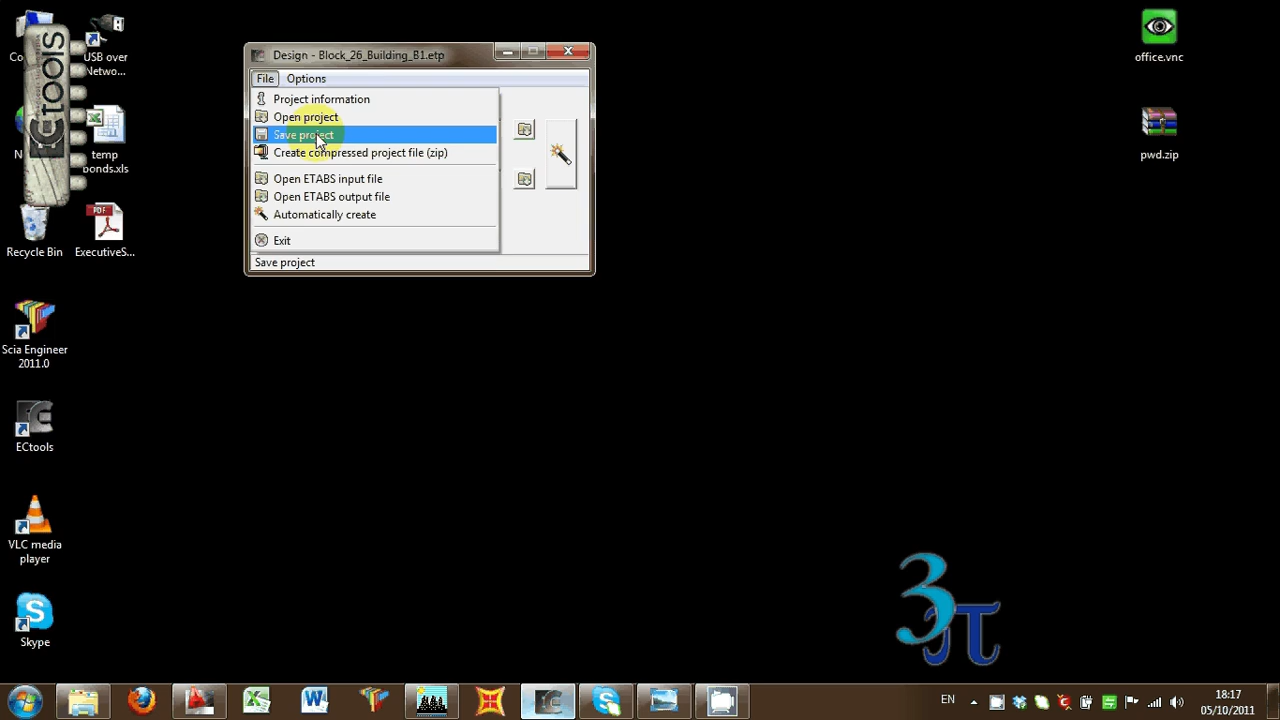 Co
USB over
Netwo...
ECtools
N
temp
bonds.xls
Recycle Bin
ExecutiveS...
Scia Engineer
2011.0
ECtools
VLC media
player
Skype
Design - Block_26_Building_B1.etp
File
Options
Project information
Open project
Save project
Create compressed project file (zip)
Open ETABS input file
Open ETABS output file
Automatically create
Exit
Save project
office.vnc
pwd.zip
3π
EN
18:17
05/10/2011